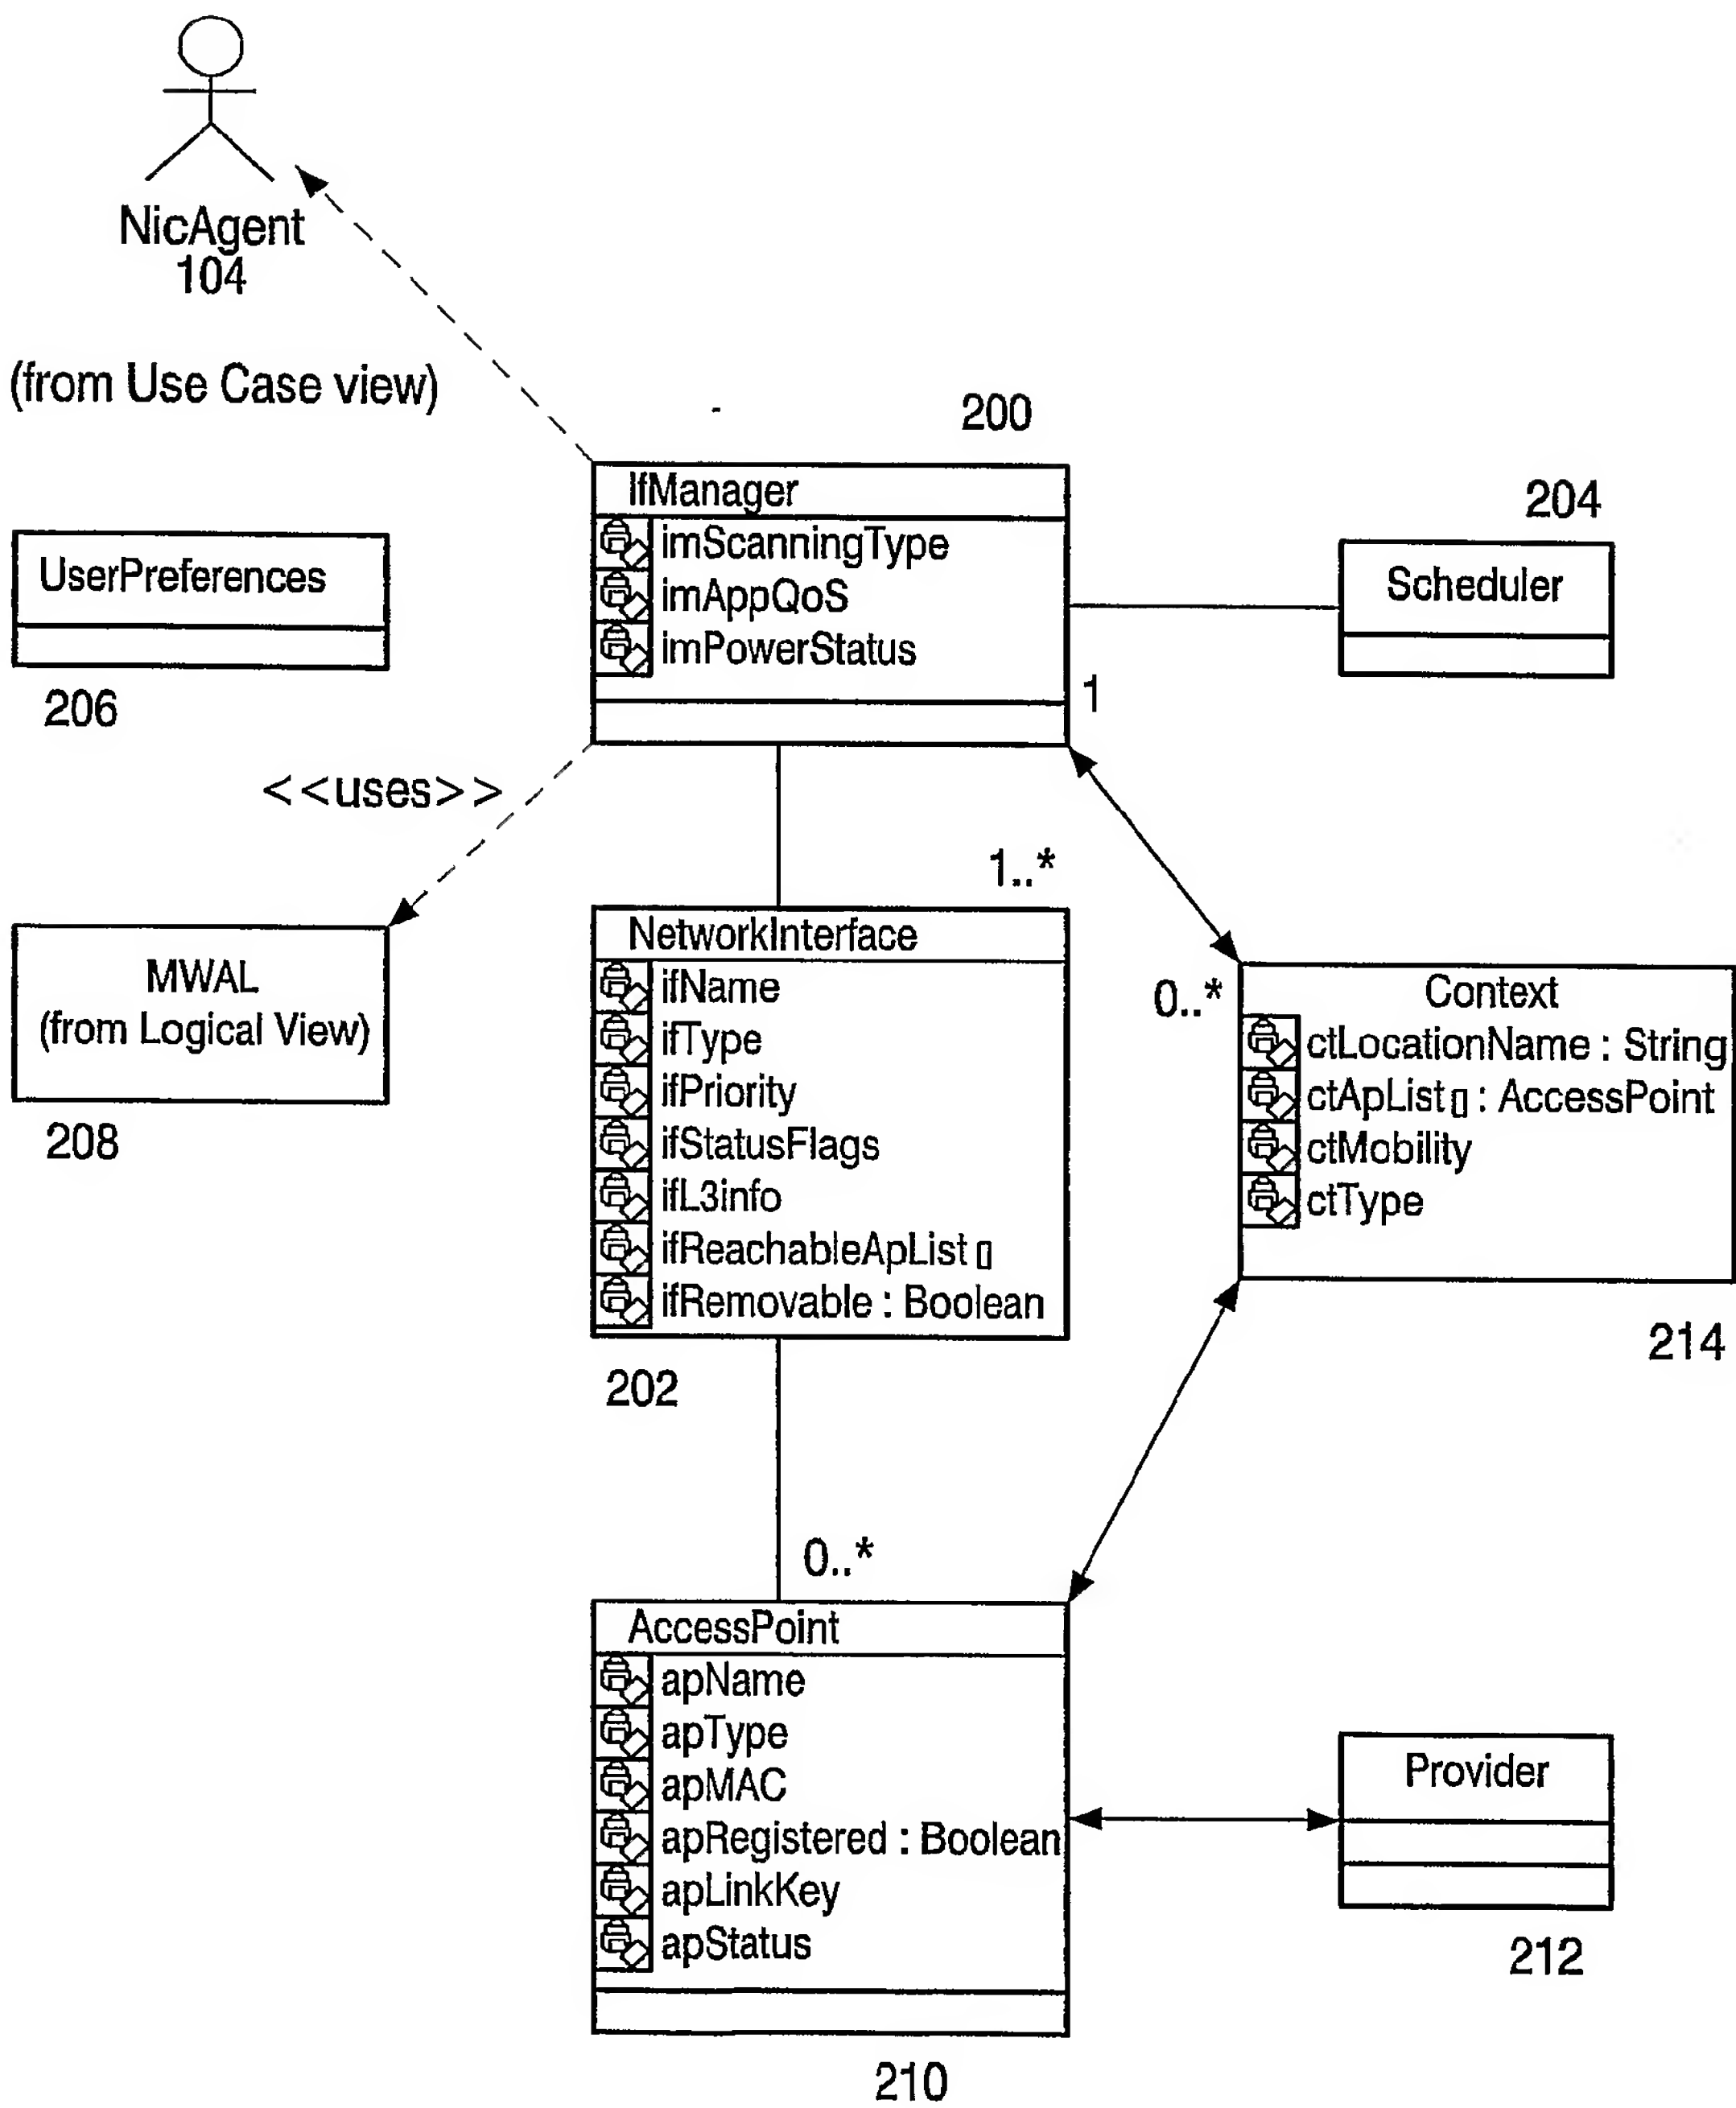 NicAgent
104
(from Use Case view)
200
IfManager
imScanningType
imAppQoS
imPowerStatus
204
Scheduler
UserPreferences
206
1
<<uses>>
1..*
MWAL
(from Logical View)
208
NetworkInterface
ifName
ifType
ifPriority
ifStatusFlags
ifL3info
ifReachableApList []
ifRemovable : Boolean
202
0..*
Context
ctLocationName : String
ctApList [] : AccessPoint
ctMobility
ctType
214
0..*
AccessPoint
apName
apType
apMAC
apRegistered : Boolean
apLinkKey
apStatus
210
Provider
212